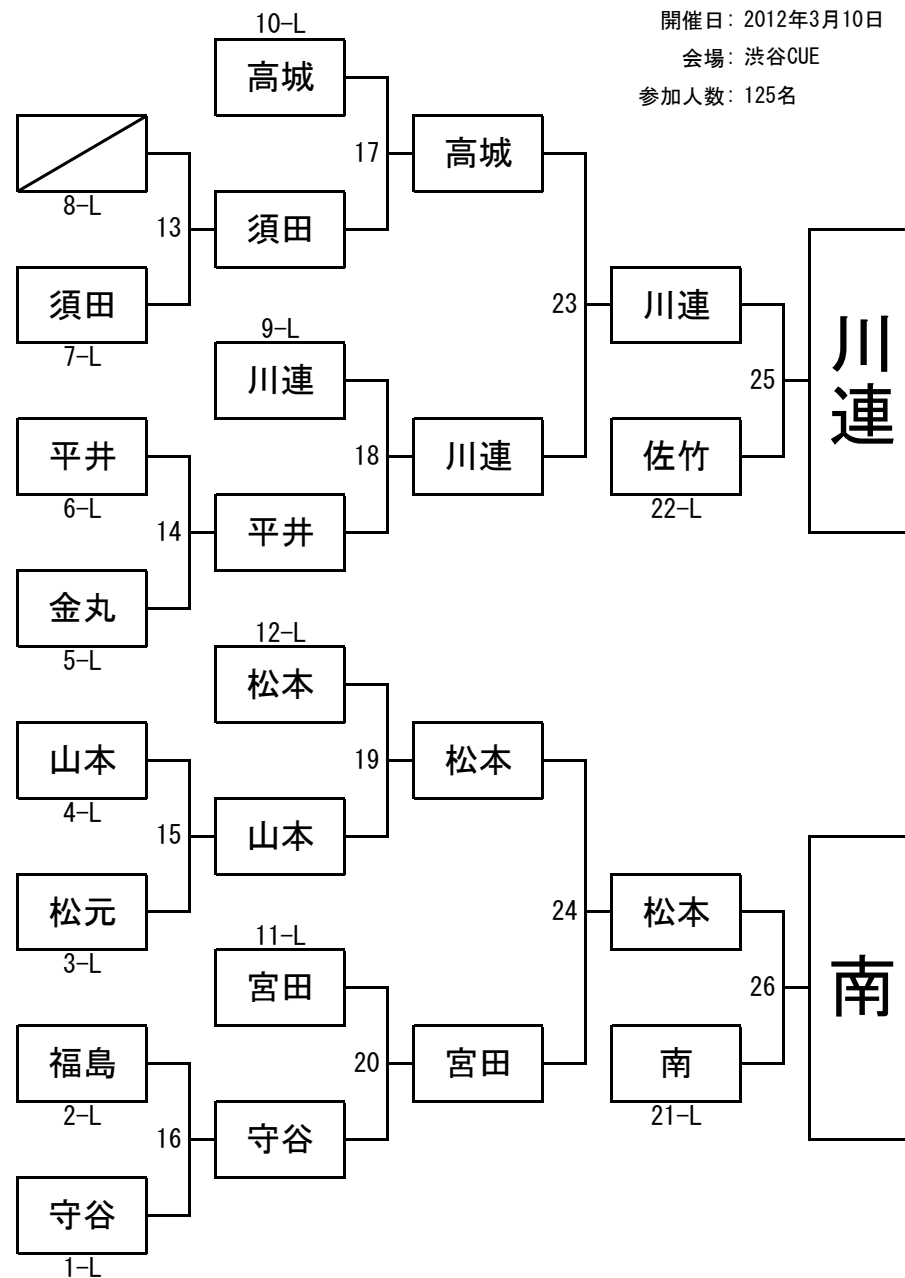 10-L
開催日: 2012年3月10日
高城
会場: 渋谷CUE
参加人数: 125名
17
高城
8-L
13
須田
須田
7-L
9-L
川連
23
川連
25
川連
平井
6-L
18
川連
佐竹
22-L
14
平井
金丸
5-L
12-L
松本
山本
4-L
19
松本
15
山本
松元
3-L
11-L
宮田
24
松本
26
南
福島
2-L
20
宮田
南
21-L
16
守谷
守谷
1-L